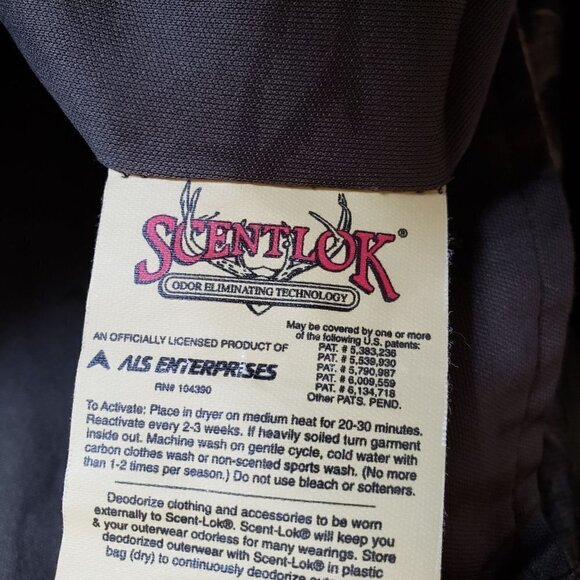 SCENTLOK®
ODOR ELIMINATING TECHNOLOGY
AN OFFICIALLY LICENSED PRODUCT OF
ALS ENTERPRISES
RN# 104390
May be covered by one or more
of the following U.S. patents:
PAT. # 5,383,236
PAT. # 5,539,930
PAT. # 5,790,987
PAT. # 6,009,559
PAT. # 6,134,718
Other PATS. PEND.
To Activate: Place in dryer on medium heat for 20-30 minutes.
Reactivate every 2-3 weeks. If heavily soiled turn garment
inside out. Machine wash on gentle cycle, cold water with
carbon clothes wash or non-scented sports wash. (No more
than 1-2 times per season.) Do not use bleach or softeners.
Deodorize clothing and accessories to be worn
externally to Scent-Lok®. Scent-Lok® will keep you
& your outerwear odorless for many wearings. Store
deodorized outerwear with Scent-Lok® in plastic
bag (dry) to continuously deodorize